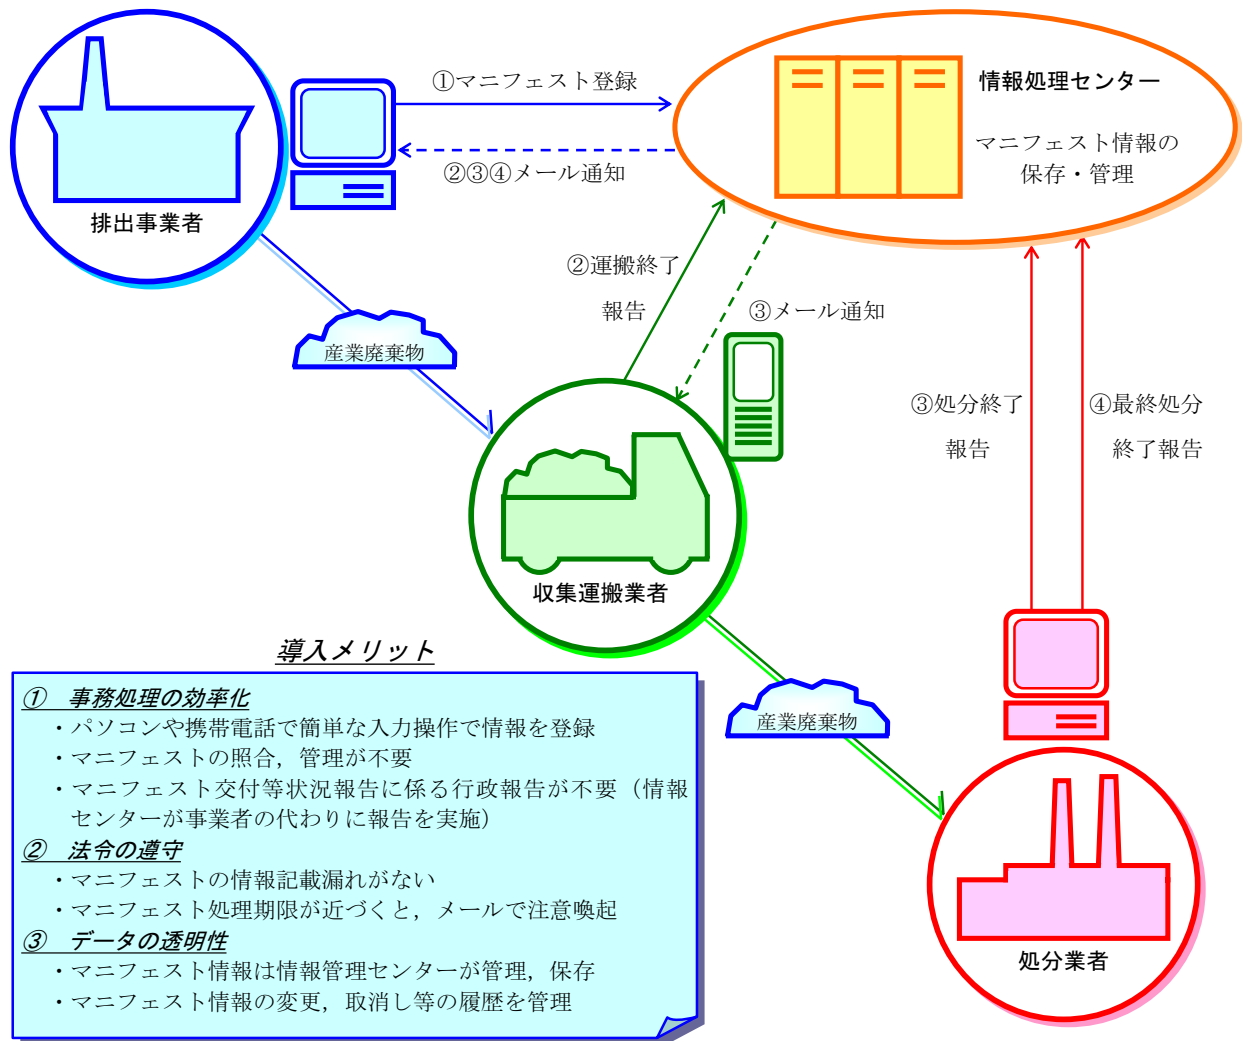 ①マニフェスト登録
情報処理センター
マニフェスト情報の
保存・管理
②③④メール通知
排出事業者
②運搬終了
報告
③メール通知
産業廃棄物
③処分終了
報告
④最終処分
終了報告
収集運搬業者
産業廃棄物
処分業者
導入メリット
① 事務処理の効率化
・パソコンや携帯電話で簡単な入力操作で情報を登録
・マニフェストの照合，管理が不要
・マニフェスト交付等状況報告に係る行政報告が不要（情報
センターが事業者の代わりに報告を実施）
② 法令の遵守
・マニフェストの情報記載漏れがない
・マニフェスト処理期限が近づくと，メールで注意喚起
③ データの透明性
・マニフェスト情報は情報管理センターが管理，保存
・マニフェスト情報の変更，取消し等の履歴を管理